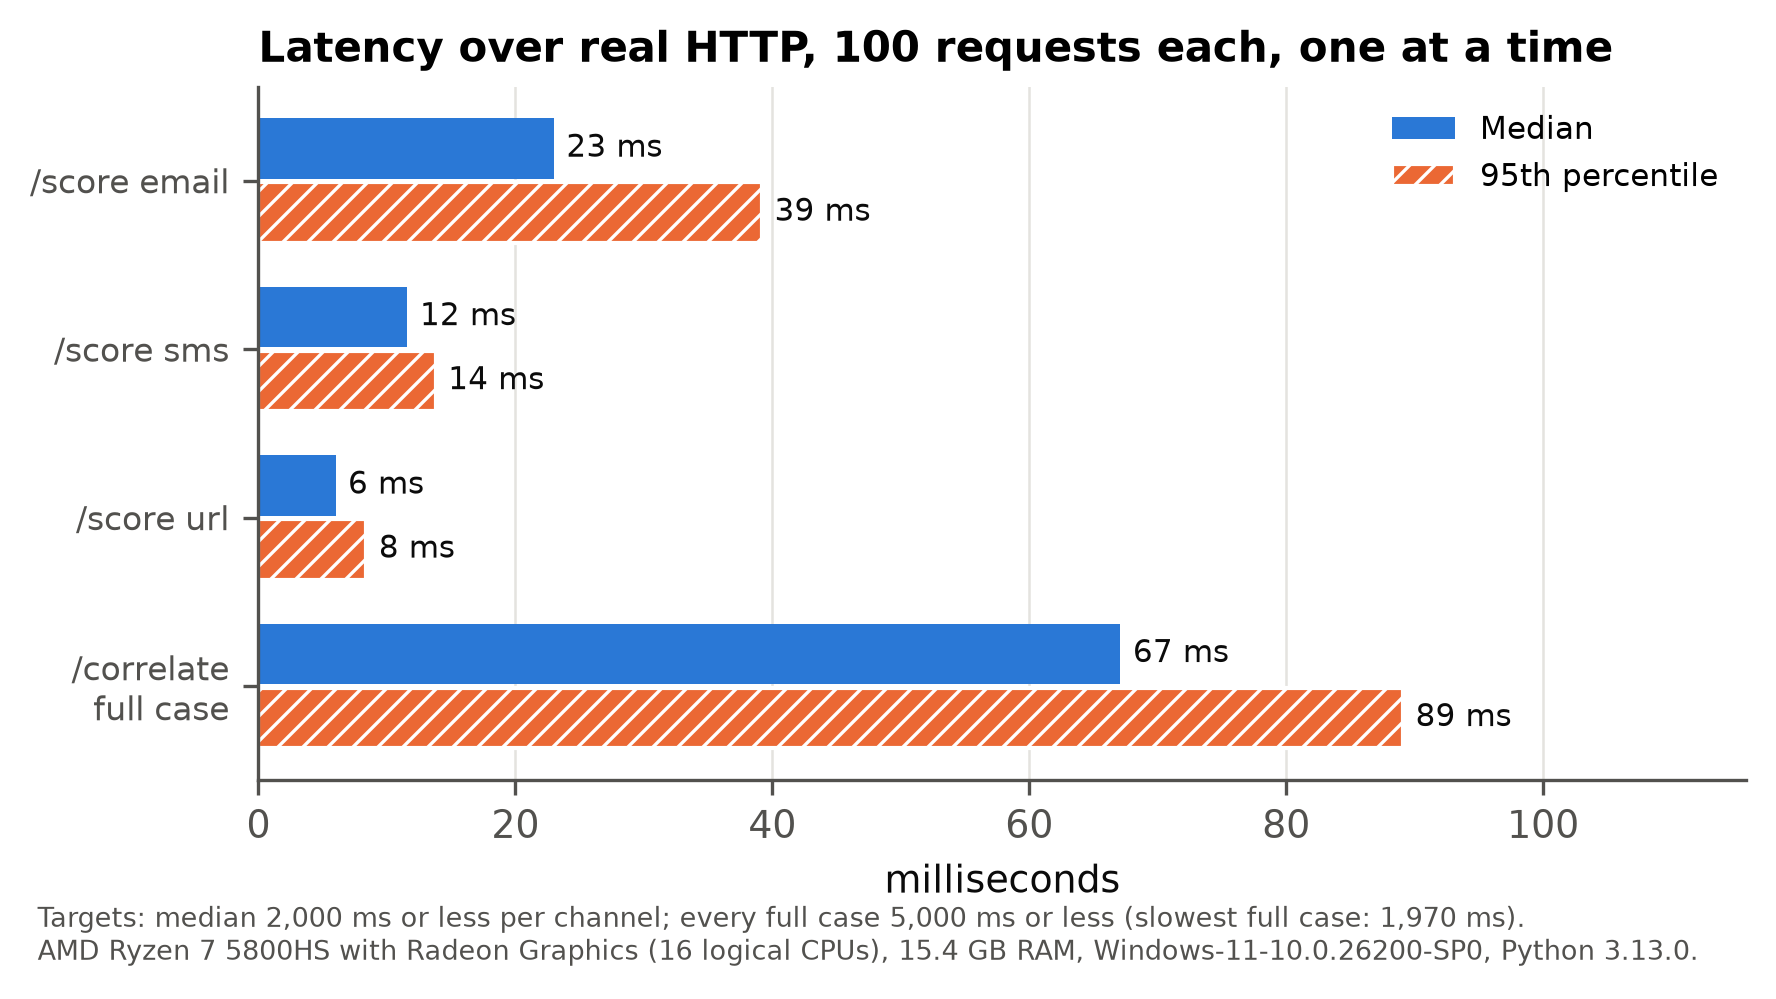 Latency over real HTTP, 100 requests each, one at a time
Median
95th percentile
/score email
23 ms
39 ms
/score sms
12 ms
14 ms
/score url
6 ms
8 ms
/correlate
full case
67 ms
89 ms
0 20 40 60 80 100
milliseconds
Targets: median 2,000 ms or less per channel; every full case 5,000 ms or less (slowest full case: 1,970 ms).
AMD Ryzen 7 5800HS with Radeon Graphics (16 logical CPUs), 15.4 GB RAM, Windows-11-10.0.26200-SP0, Python 3.13.0.